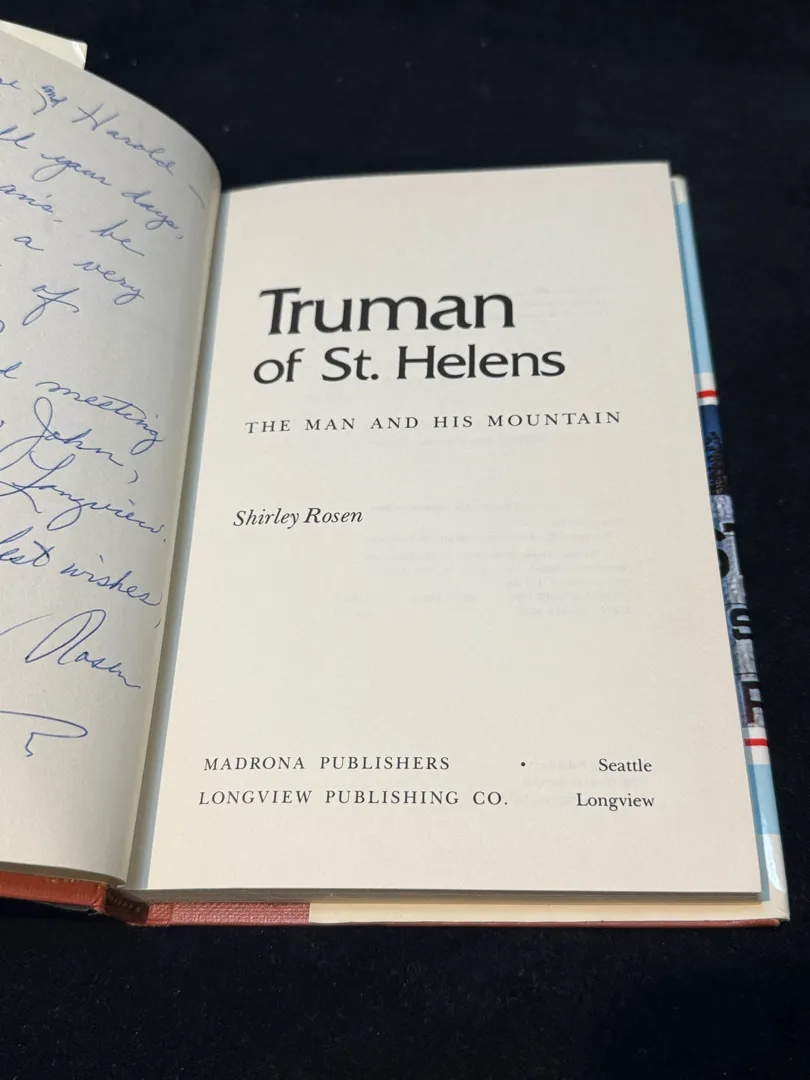 and Harold —
your days,
be
a very
of
meeting
John,
Longview.
best wishes,
Rosen
Truman
of St. Helens
THE MAN AND HIS MOUNTAIN
Shirley Rosen
MADRONA PUBLISHERS • Seattle
LONGVIEW PUBLISHING CO. Longview